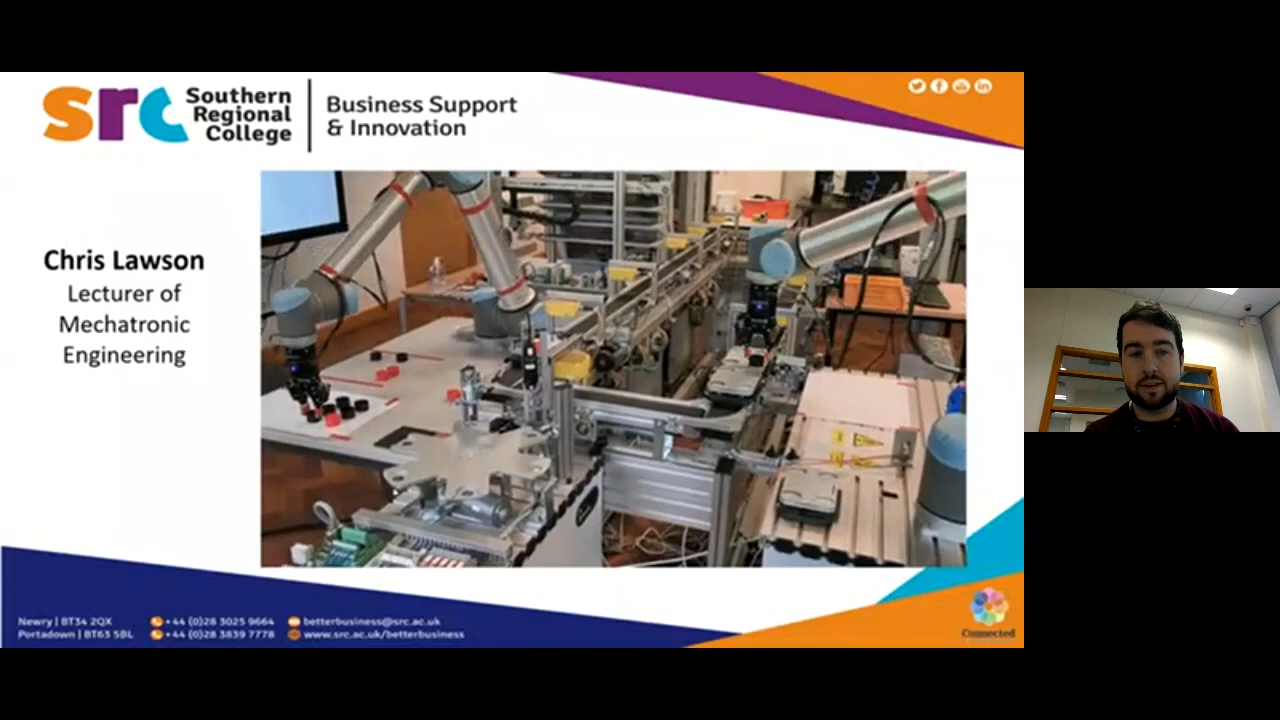 src
Southern
Regional
College
Business Support
& Innovation
Chris Lawson
Lecturer of
Mechatronic
Engineering
Newry | BT34 2QX
Portadown | BT63 5BL
+44 (0)28 3025 9664
+44 (0)28 3839 7778
betterbusiness@src.ac.uk
www.src.ac.uk/betterbusiness
Connected